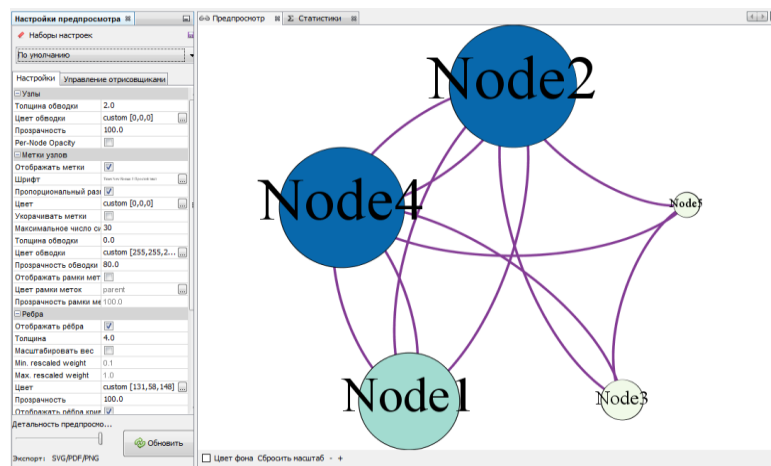 Настройки предпросмотра
Наборы настроек
По умолчанию
Настройки Управление отрисовщиками
Узлы
Толщина обводки 2.0
Цвет обводки custom [0,0,0] ...
Прозрачность 100.0
Per-Node Opacity
Метки узлов
Отображать метки
Шрифт ...
Пропорциональный раз
Цвет custom [0,0,0] ...
Укорачивать метки
Максимальное число си 30
Толщина обводки 0.0
Цвет обводки custom [255,255,2... ...
Прозрачность обводки 80.0
Отображать рамки мет
Цвет рамки меток parent ...
Прозрачность рамки ме 100.0
Ребра
Отображать рёбра
Толщина 4.0
Масштабировать вес
Min. rescaled weight 0.1
Max. rescaled weight 1.0
Цвет custom [131,58,148] ...
Прозрачность 100.0
Отображать рёбра крив
Детальность предпросмо...
Обновить
Экспорт: SVG/PDF/PNG
Предпросмотр Σ Статистики
Node2
Node4
Node5
Node1
Node3
Цвет фона Сбросить масштаб - +